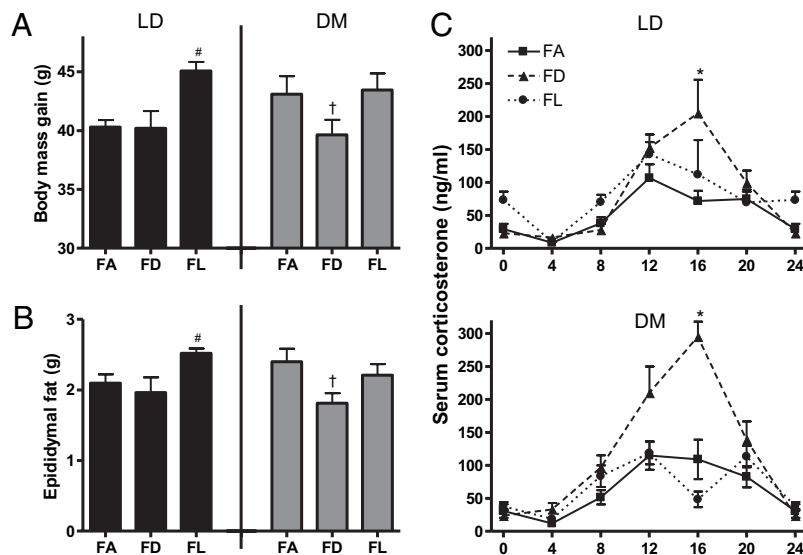 A
LD
DM
Body mass gain (g)
45
40
35
30
#
†
FA FD FL FA FD FL
B
Epididymal fat (g)
3
2
1
0
#
†
FA FD FL FA FD FL
C
LD
FA
FD
FL
*
300
250
200
150
100
50
0
0 4 8 12 16 20 24
Serum corticosterone (ng/ml)
DM
*
300
250
200
150
100
50
0
0 4 8 12 16 20 24